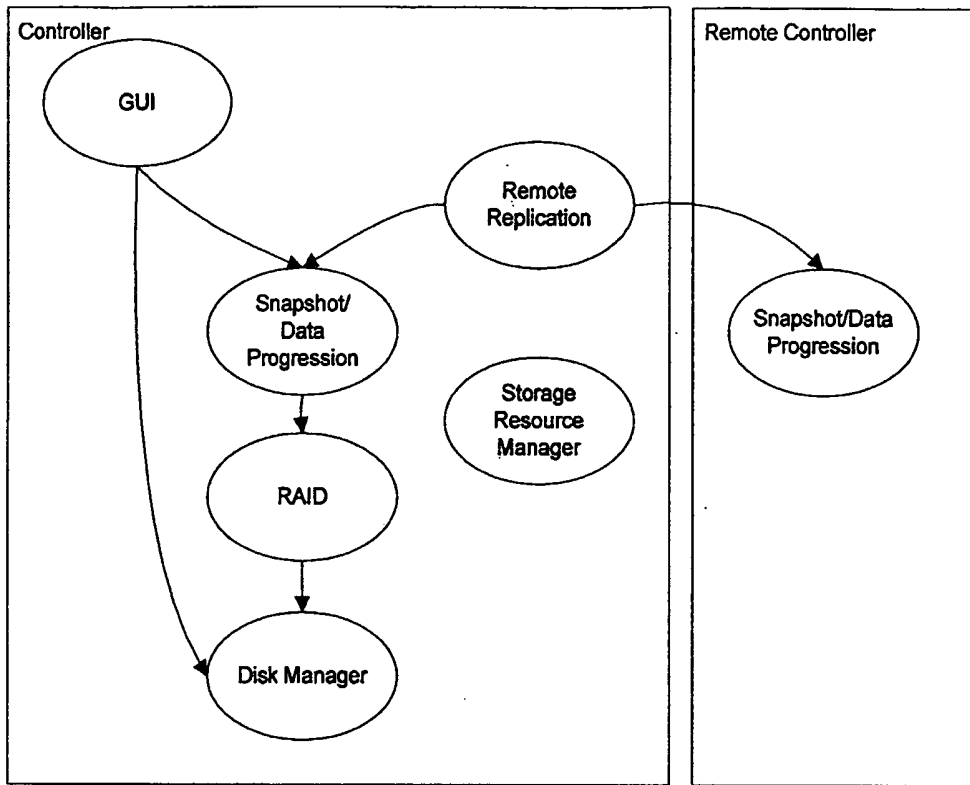 Controller
Remote Controller
GUI
Remote
Replication
Snapshot/
Data
Progression
Snapshot/Data
Progression
Storage
Resource
Manager
RAID
Disk Manager